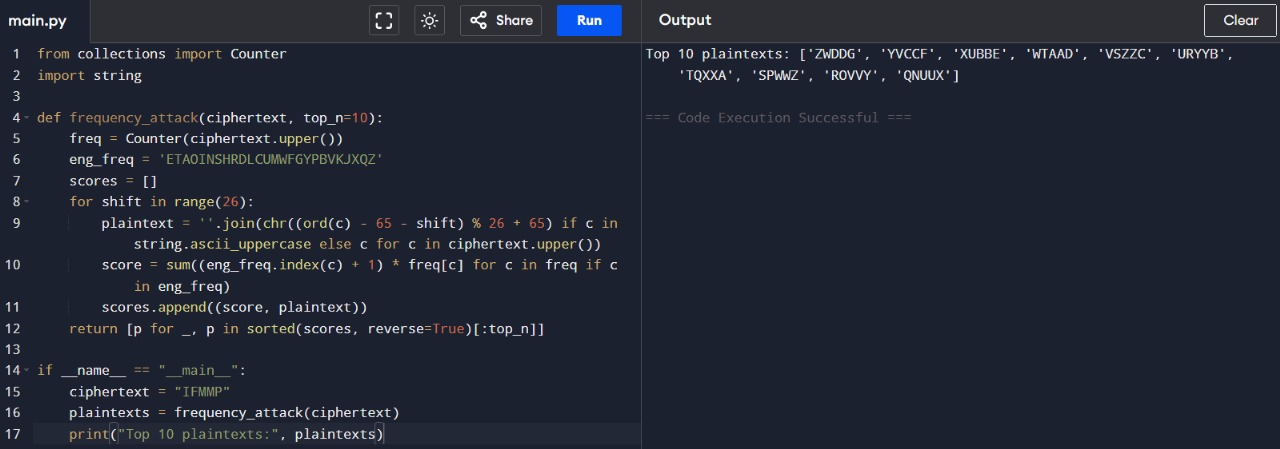 main.py
Share
Run
Output
Clear
1 from collections import Counter
2 import string
3
4 def frequency_attack(ciphertext, top_n=10):
5     freq = Counter(ciphertext.upper())
6     eng_freq = 'ETAOINSHRDLCUMWFGYPBVKJXQZ'
7     scores = []
8     for shift in range(26):
9         plaintext = ''.join(chr((ord(c) - 65 - shift) % 26 + 65) if c in
            string.ascii_uppercase else c for c in ciphertext.upper())
10         score = sum((eng_freq.index(c) + 1) * freq[c] for c in freq if c
            in eng_freq)
11         scores.append((score, plaintext))
12     return [p for _, p in sorted(scores, reverse=True)[:top_n]]
13
14 if __name__ == "__main__":
15     ciphertext = "IFMMP"
16     plaintexts = frequency_attack(ciphertext)
17     print("Top 10 plaintexts:", plaintexts)
Top 10 plaintexts: ['ZWDDG', 'YVCCF', 'XUBBE', 'WTAAD', 'VSZZC', 'URYYB',
    'TQXXA', 'SPWWZ', 'ROVVY', 'QNUUX']
=== Code Execution Successful ===